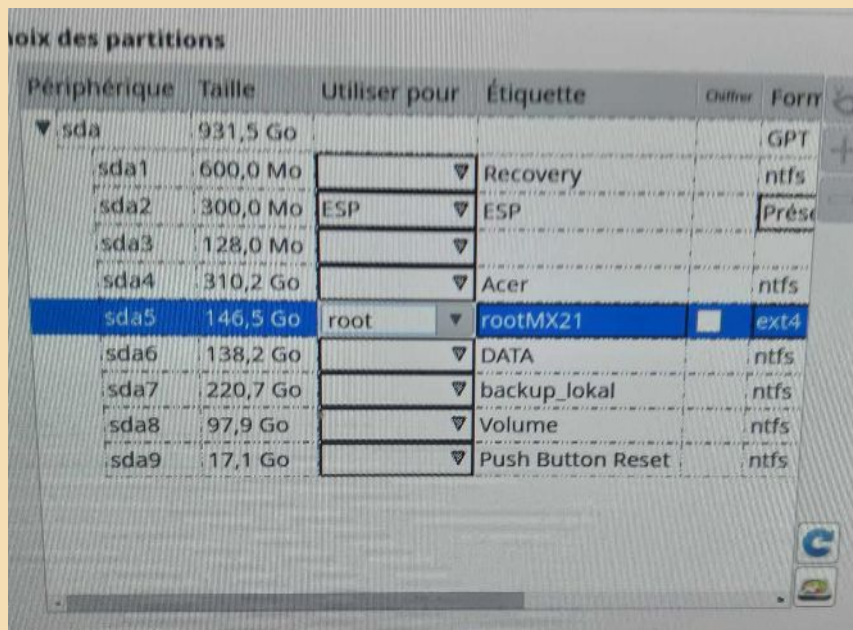 oix des partitions
Périphérique Taille Utiliser pour Étiquette Chiffrer Form
sda 931,5 Go GPT
sda1 600,0 Mo Recovery ntfs
sda2 300,0 Mo ESP ESP Prése
sda3 128,0 Mo
sda4 310,2 Go Acer ntfs
sda5 146,5 Go root rootMX21 ext4
sda6 138,2 Go DATA ntfs
sda7 220,7 Go backup_lokal ntfs
sda8 97,9 Go Volume ntfs
sda9 17,1 Go Push Button Reset ntfs